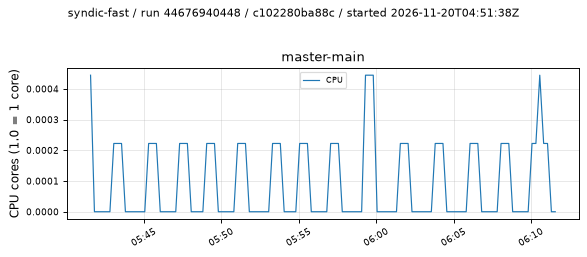 syndic-fast / run 44676940448 / c102280ba88c / started 2026-11-20T04:51:38Z
master-main
CPU
CPU cores (1.0 = 1 core)
0.0004
0.0003
0.0002
0.0001
0.0000
05:45
05:50
05:55
06:00
06:05
06:10